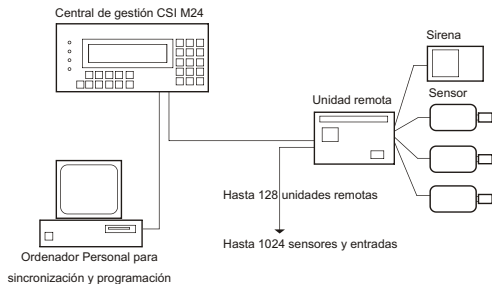 Central de gestión CSI M24
Sirena
Sensor
Unidad remota
Hasta 128 unidades remotas
Hasta 1024 sensores y entradas
Ordenador Personal para
sincronización y programación